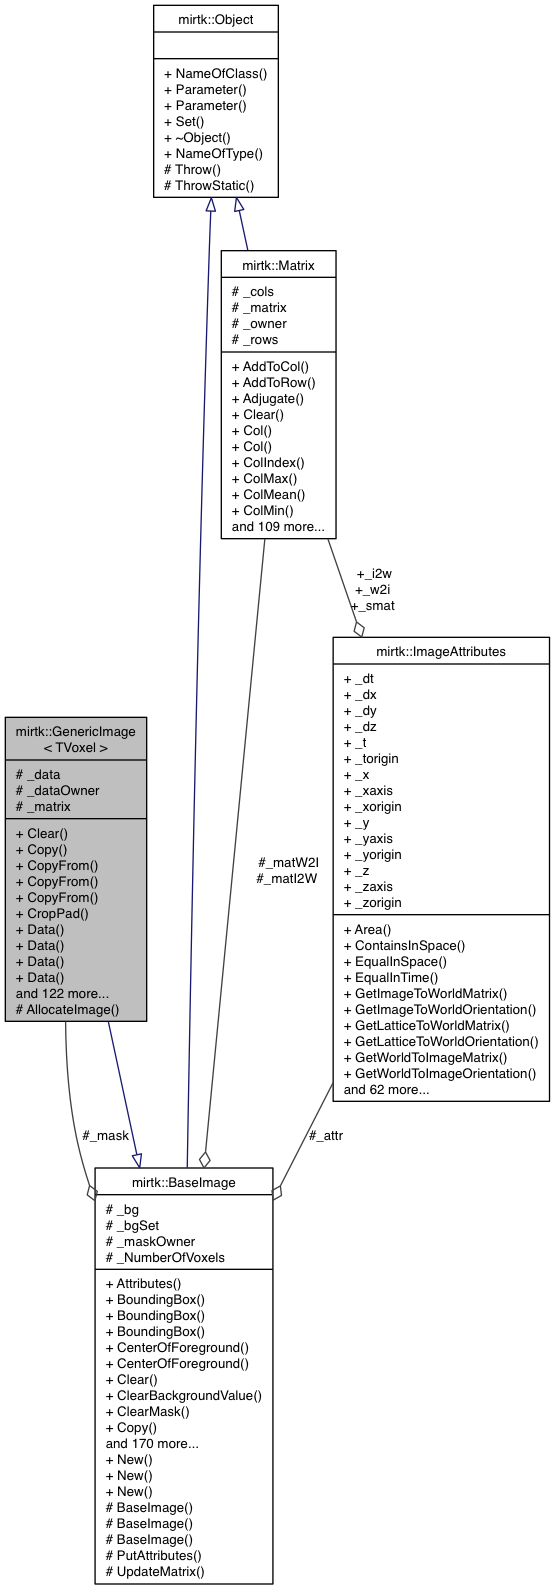 mirtk::Object
+ NameOfClass()
+ Parameter()
+ Parameter()
+ Set()
+ ~Object()
+ NameOfType()
# Throw()
# ThrowStatic()
mirtk::Matrix
# _cols
# _matrix
# _owner
# _rows
+ AddToCol()
+ AddToRow()
+ Adjugate()
+ Clear()
+ Col()
+ Col()
+ ColIndex()
+ ColMax()
+ ColMean()
+ ColMin()
and 109 more...
+_i2w
+_w2i
+_smat
mirtk::ImageAttributes
+ _dt
+ _dx
+ _dy
+ _dz
+ _t
+ _torigin
+ _x
+ _xaxis
+ _xorigin
+ _y
+ _yaxis
+ _yorigin
+ _z
+ _zaxis
+ _zorigin
+ Area()
+ ContainsInSpace()
+ EqualInSpace()
+ EqualInTime()
+ GetImageToWorldMatrix()
+ GetImageToWorldOrientation()
+ GetLatticeToWorldMatrix()
+ GetLatticeToWorldOrientation()
+ GetWorldToImageMatrix()
+ GetWorldToImageOrientation()
and 62 more...
mirtk::GenericImage
< TVoxel >
# _data
# _dataOwner
# _matrix
+ Clear()
+ Copy()
+ CopyFrom()
+ CopyFrom()
+ CopyFrom()
+ CropPad()
+ Data()
+ Data()
+ Data()
+ Data()
and 122 more...
# AllocateImage()
#_matW2I
#_matI2W
#_mask
#_attr
mirtk::BaseImage
# _bg
# _bgSet
# _maskOwner
# _NumberOfVoxels
+ Attributes()
+ BoundingBox()
+ BoundingBox()
+ BoundingBox()
+ CenterOfForeground()
+ CenterOfForeground()
+ Clear()
+ ClearBackgroundValue()
+ ClearMask()
+ Copy()
and 170 more...
+ New()
+ New()
+ New()
# BaseImage()
# BaseImage()
# BaseImage()
# PutAttributes()
# UpdateMatrix()